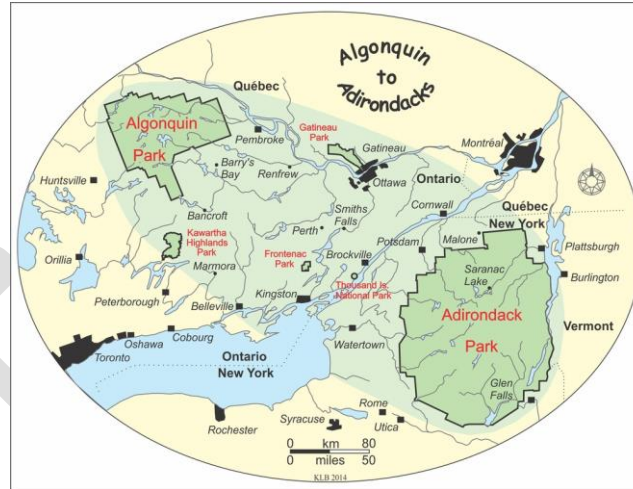 Algonquin
to
Adirondacks
Québec
Gatineau
Park
Algonquin
Park
Pembroke
Gatineau
Montréal
Barry's
Bay
Renfrew
Ottawa
Ontario
Huntsville
Cornwall
Québec
New York
Bancroft
Smiths
Falls
Perth
Kawartha
Highlands
Park
Frontenac
Park
Brockville
Potsdam
Malone
Plattsburgh
Orillia
Marmora
Thousand Is.
National Park
Saranac
Lake
Burlington
Peterborough
Belleville
Kingston
Adirondack
Park
Vermont
Toronto
Oshawa
Cobourg
Ontario
New York
Watertown
Glen
Falls
Rochester
Syracuse
Rome
Utica
0 km 80
0 miles 50
KLB 2014